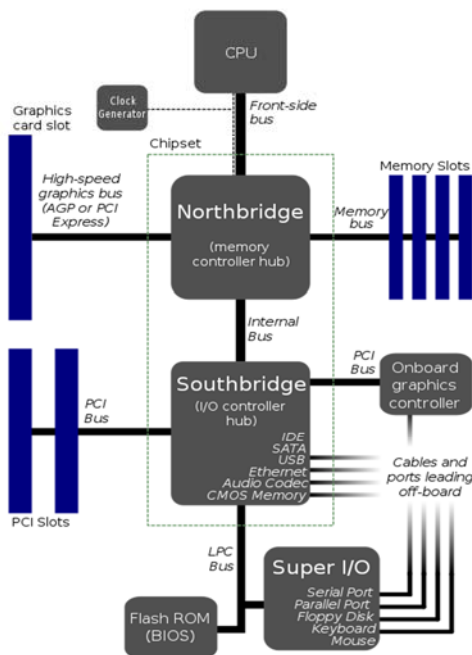 CPU
Clock
Generator
Front-side
bus
Graphics
card slot
Chipset
High-speed
graphics bus
(AGP or PCI
Express)
Northbridge
(memory
controller hub)
Memory
bus
Memory Slots
Internal
Bus
PCI
Bus
Southbridge
(I/O controller
hub)
PCI
Bus
Onboard
graphics
controller
IDE
SATA
USB
Ethernet
Audio Codec
CMOS Memory
Cables and
ports leading
off-board
PCI Slots
LPC
Bus
Super I/O
Serial Port
Parallel Port
Floppy Disk
Keyboard
Mouse
Flash ROM
(BIOS)